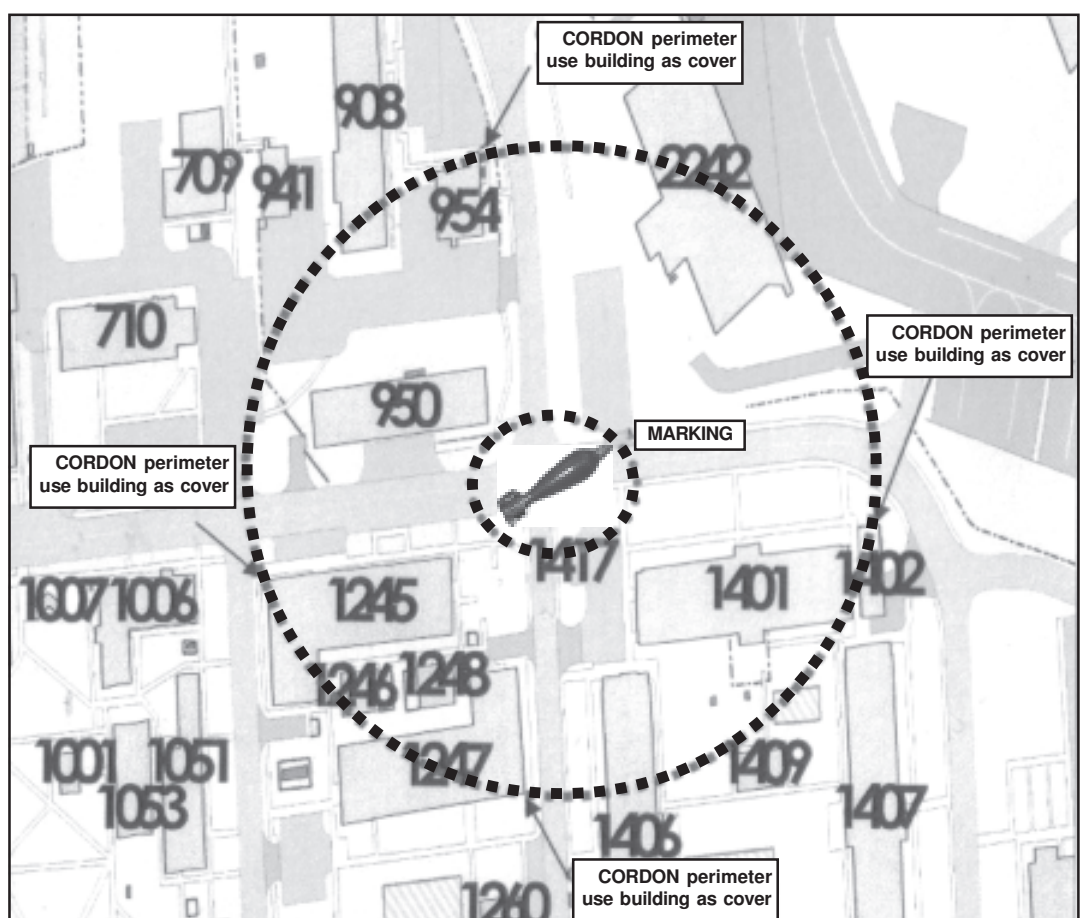 CORDON perimeter
use building as cover
908
709
941
2242
954
710
CORDON perimeter
use building as cover
950
MARKING
CORDON perimeter
use building as cover
1417
1007
1006
1245
1401
1402
1246
1248
1001
1051
1247
1409
1053
1407
1406
CORDON perimeter
use building as cover
1260